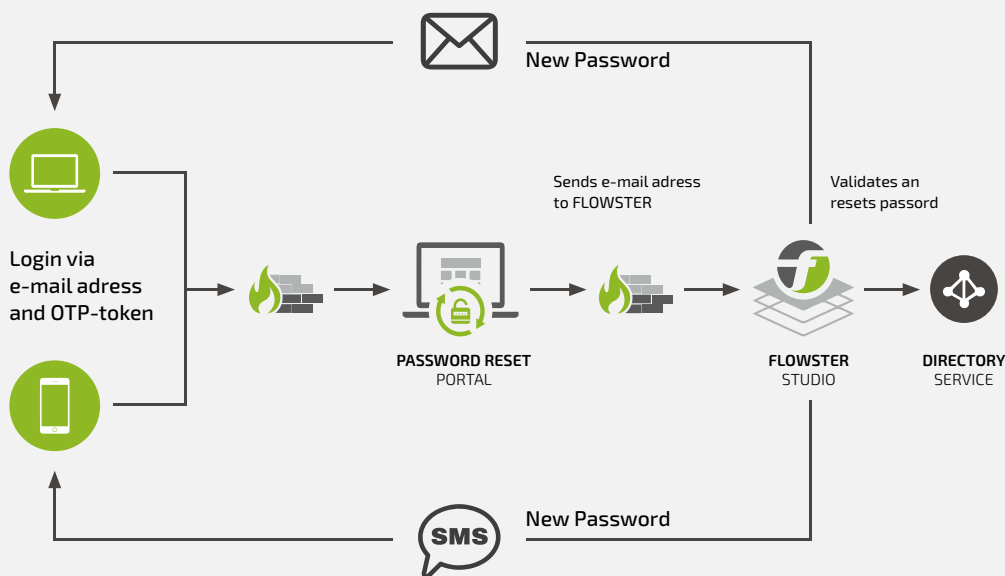 New Password
Sends e-mail adress
to FLOWSTER
Validates an
resets passord
Login via
e-mail adress
and OTP-token
PASSWORD RESET
PORTAL
FLOWSTER
STUDIO
DIRECTORY
SERVICE
SMS
New Password